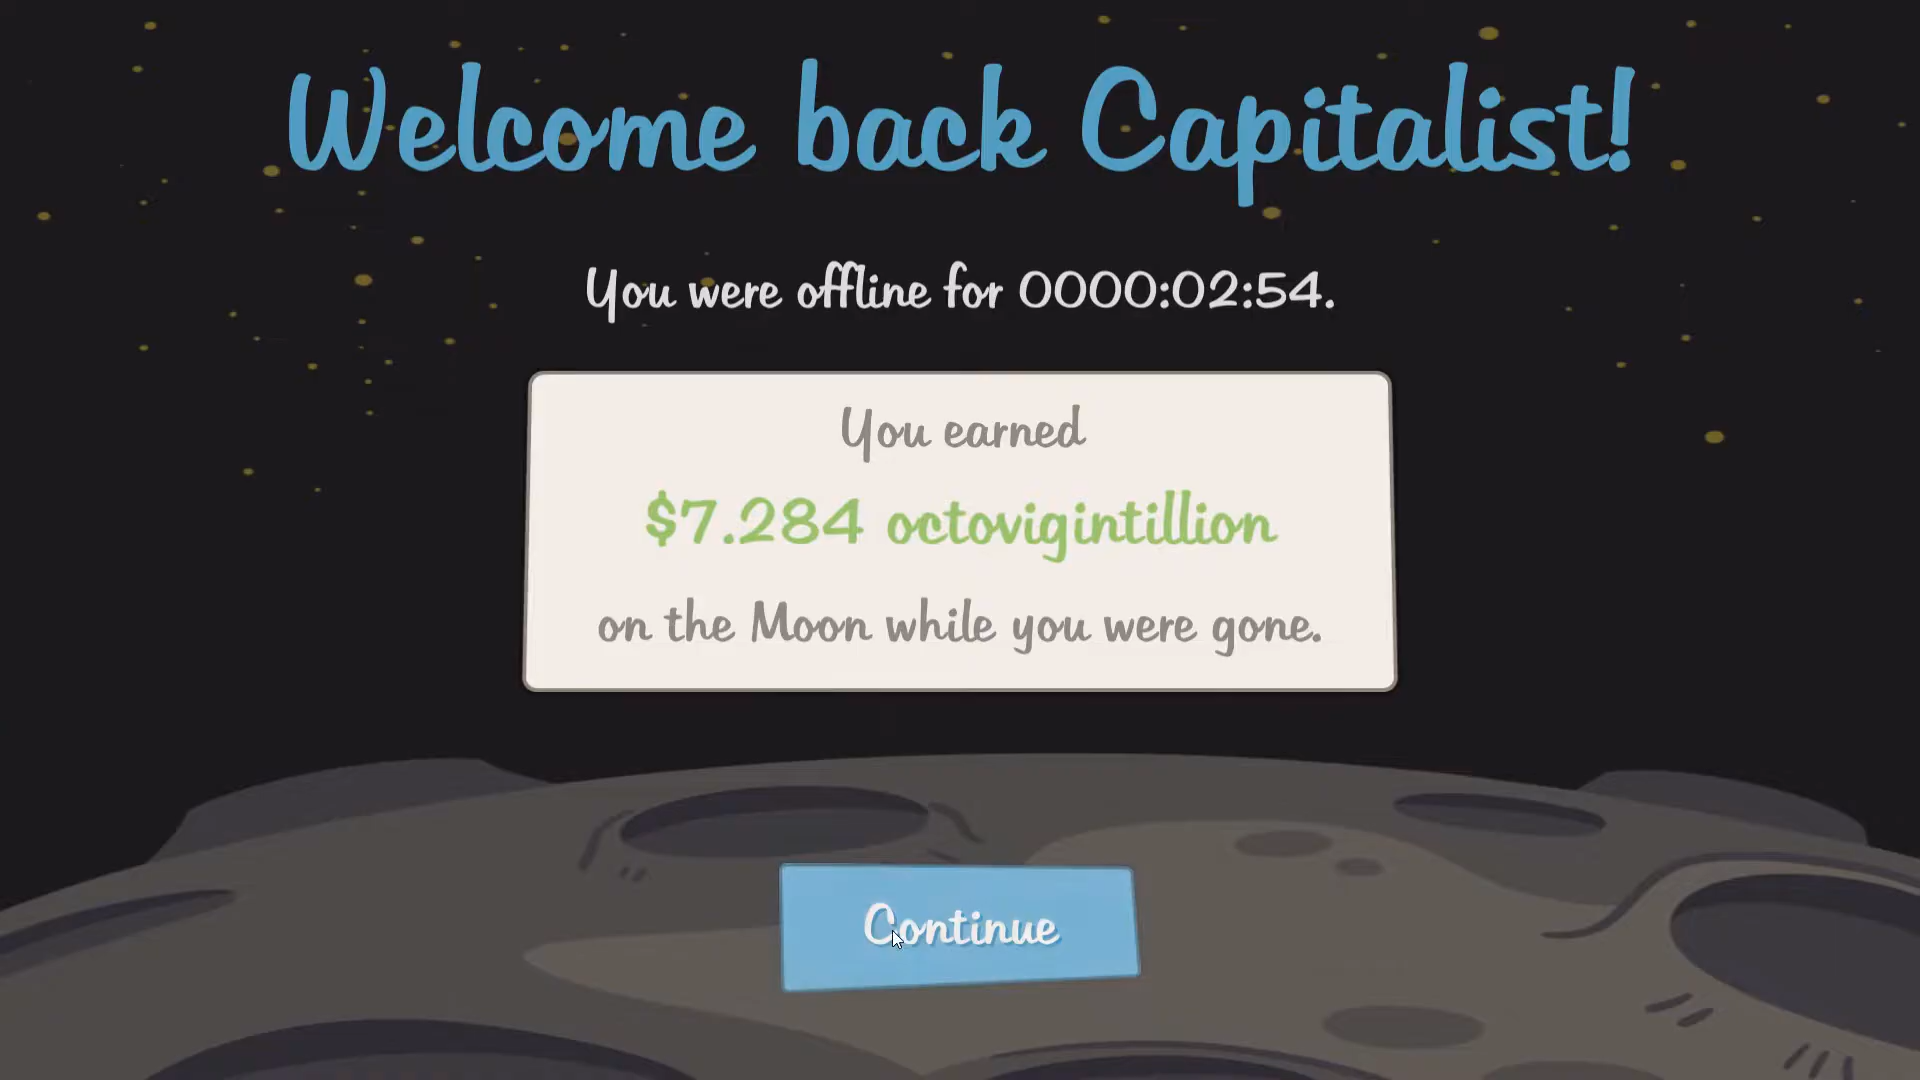 Welcome back Capitalist!
You were offline for 0000:02:54.
You earned
$7.284 octovigintillion
on the Moon while you were gone.
Continue